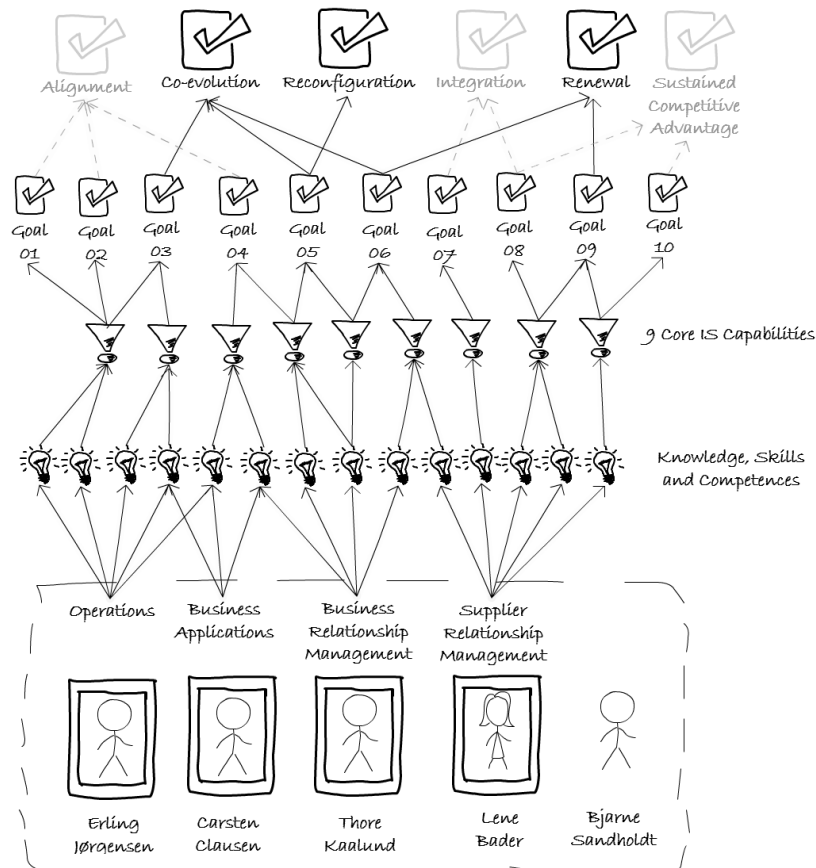 Alignment
Co-evolution
Reconfiguration
Integration
Renewal
Sustained
Competitive
Advantage
Goal
01
Goal
02
Goal
03
Goal
04
Goal
05
Goal
06
Goal
07
Goal
08
Goal
09
Goal
10
9 Core IS Capabilities
Knowledge, Skills
and Competences
Operations
Business
Applications
Business
Relationship
Management
Supplier
Relationship
Management
Erling
Jørgensen
Carsten
Clausen
Thore
Kaalund
Lene
Bader
Bjarne
Sandholdt